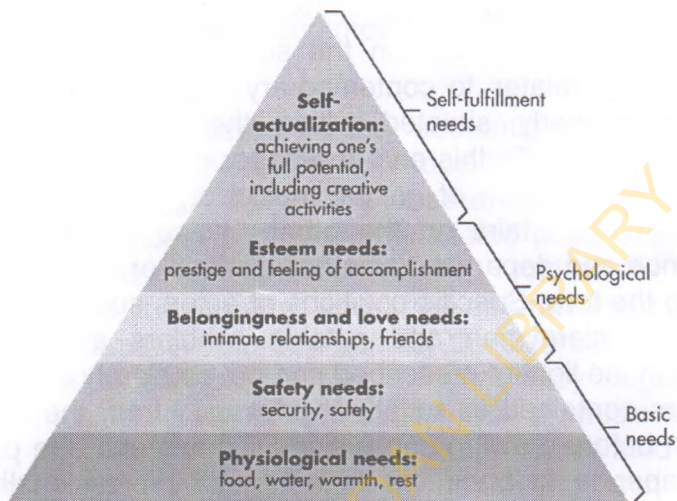 Self-
actualization:
achieving one's
full potential,
including creative
activities
Self-fulfillment
needs
Esteem needs:
prestige and feeling of accomplishment
Belongingness and love needs:
intimate relationships, friends
Psychological
needs
Safety needs:
security, safety
Physiological needs:
food, water, warmth, rest
Basic
needs
DAN LIBRARY